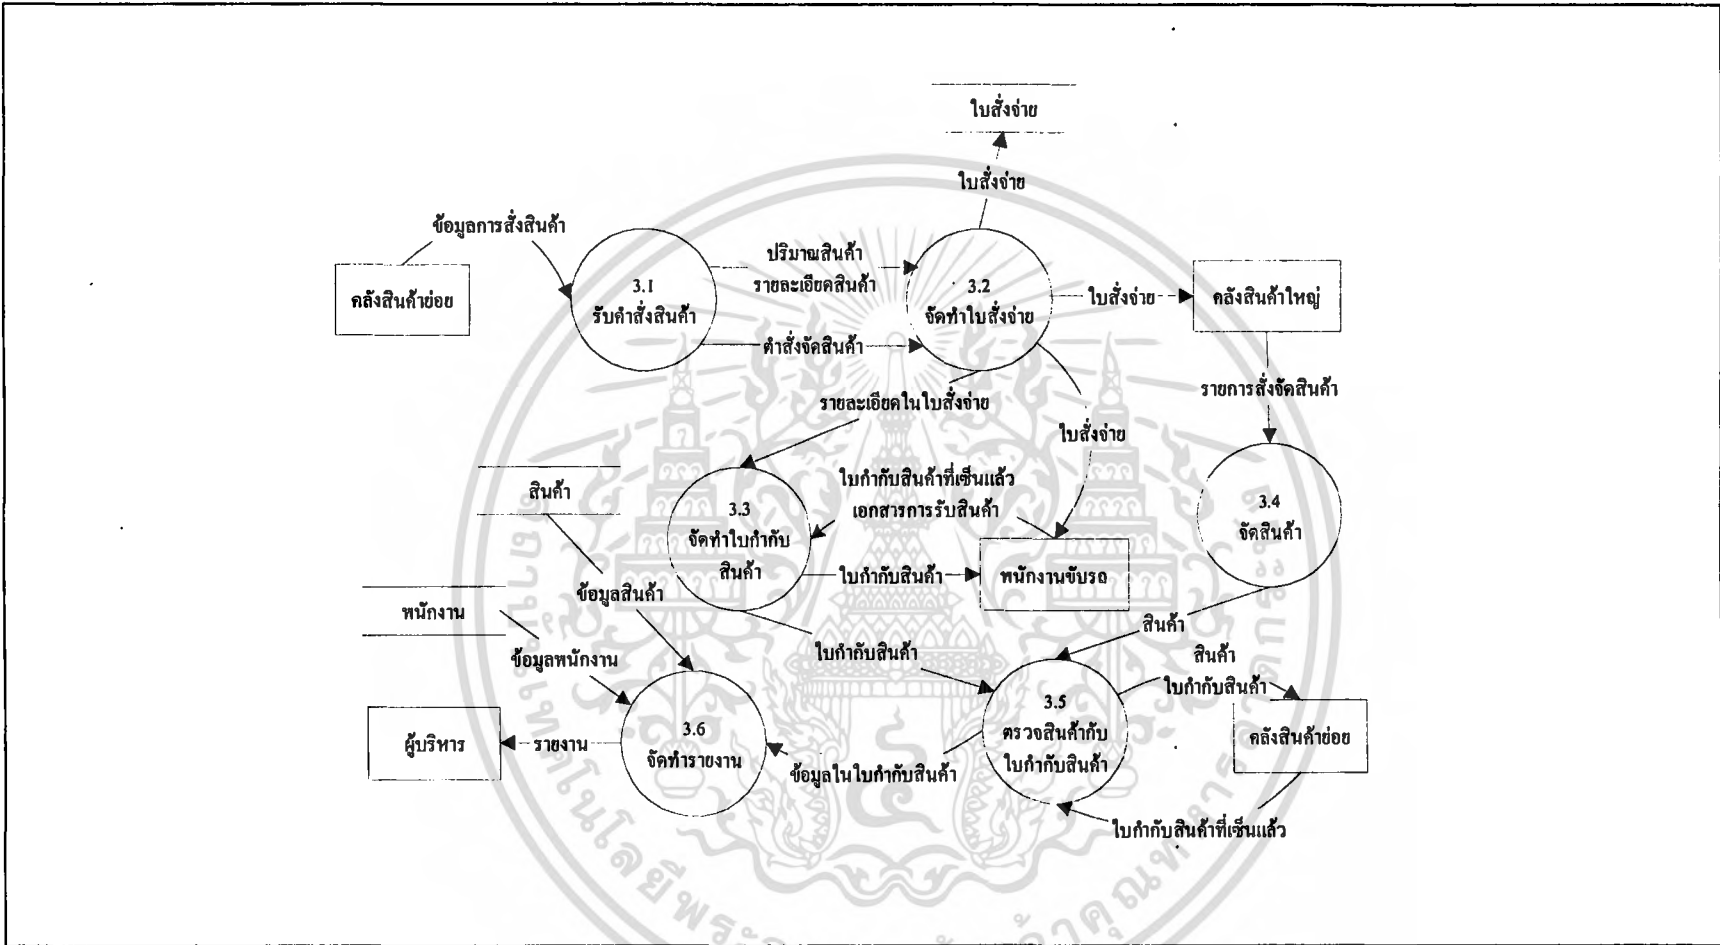 ใบสั่งจ่าย
ใบสั่งจ่าย
ข้อมูลการสั่งสินค้า
คลังสินค้าย่อย
3.1
รับคำสั่งสินค้า
ปริมาณสินค้า
รายละเอียดสินค้า
คำสั่งจัดสินค้า
3.2
จัดทำใบสั่งจ่าย
ใบสั่งจ่าย
คลังสินค้าใหญ่
รายละเอียดในใบสั่งจ่าย
ใบสั่งจ่าย
รายการสั่งจัดสินค้า
สินค้า
3.3
จัดทำใบกำกับ
สินค้า
ใบกำกับสินค้าที่เซ็นแล้ว
เอกสารการรับสินค้า
3.4
จัดสินค้า
ใบกำกับสินค้า
พนักงานขับรถ
ข้อมูลสินค้า
พนักงาน
ข้อมูลพนักงาน
ใบกำกับสินค้า
สินค้า
สินค้า
ใบกำกับสินค้า
ผู้บริหาร
รายงาน
3.6
จัดทำรายงาน
ข้อมูลในใบกำกับสินค้า
3.5
ตรวจสินค้ากับ
ใบกำกับสินค้า
คลังสินค้าย่อย
ใบกำกับสินค้าที่เซ็นแล้ว